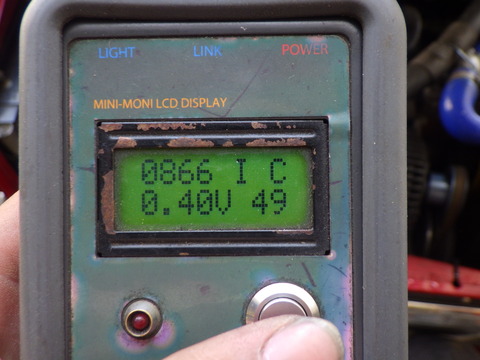 LIGHT LINK POWER
MINI-MONI LCD DISPLAY
0866 I C
0.40V 49